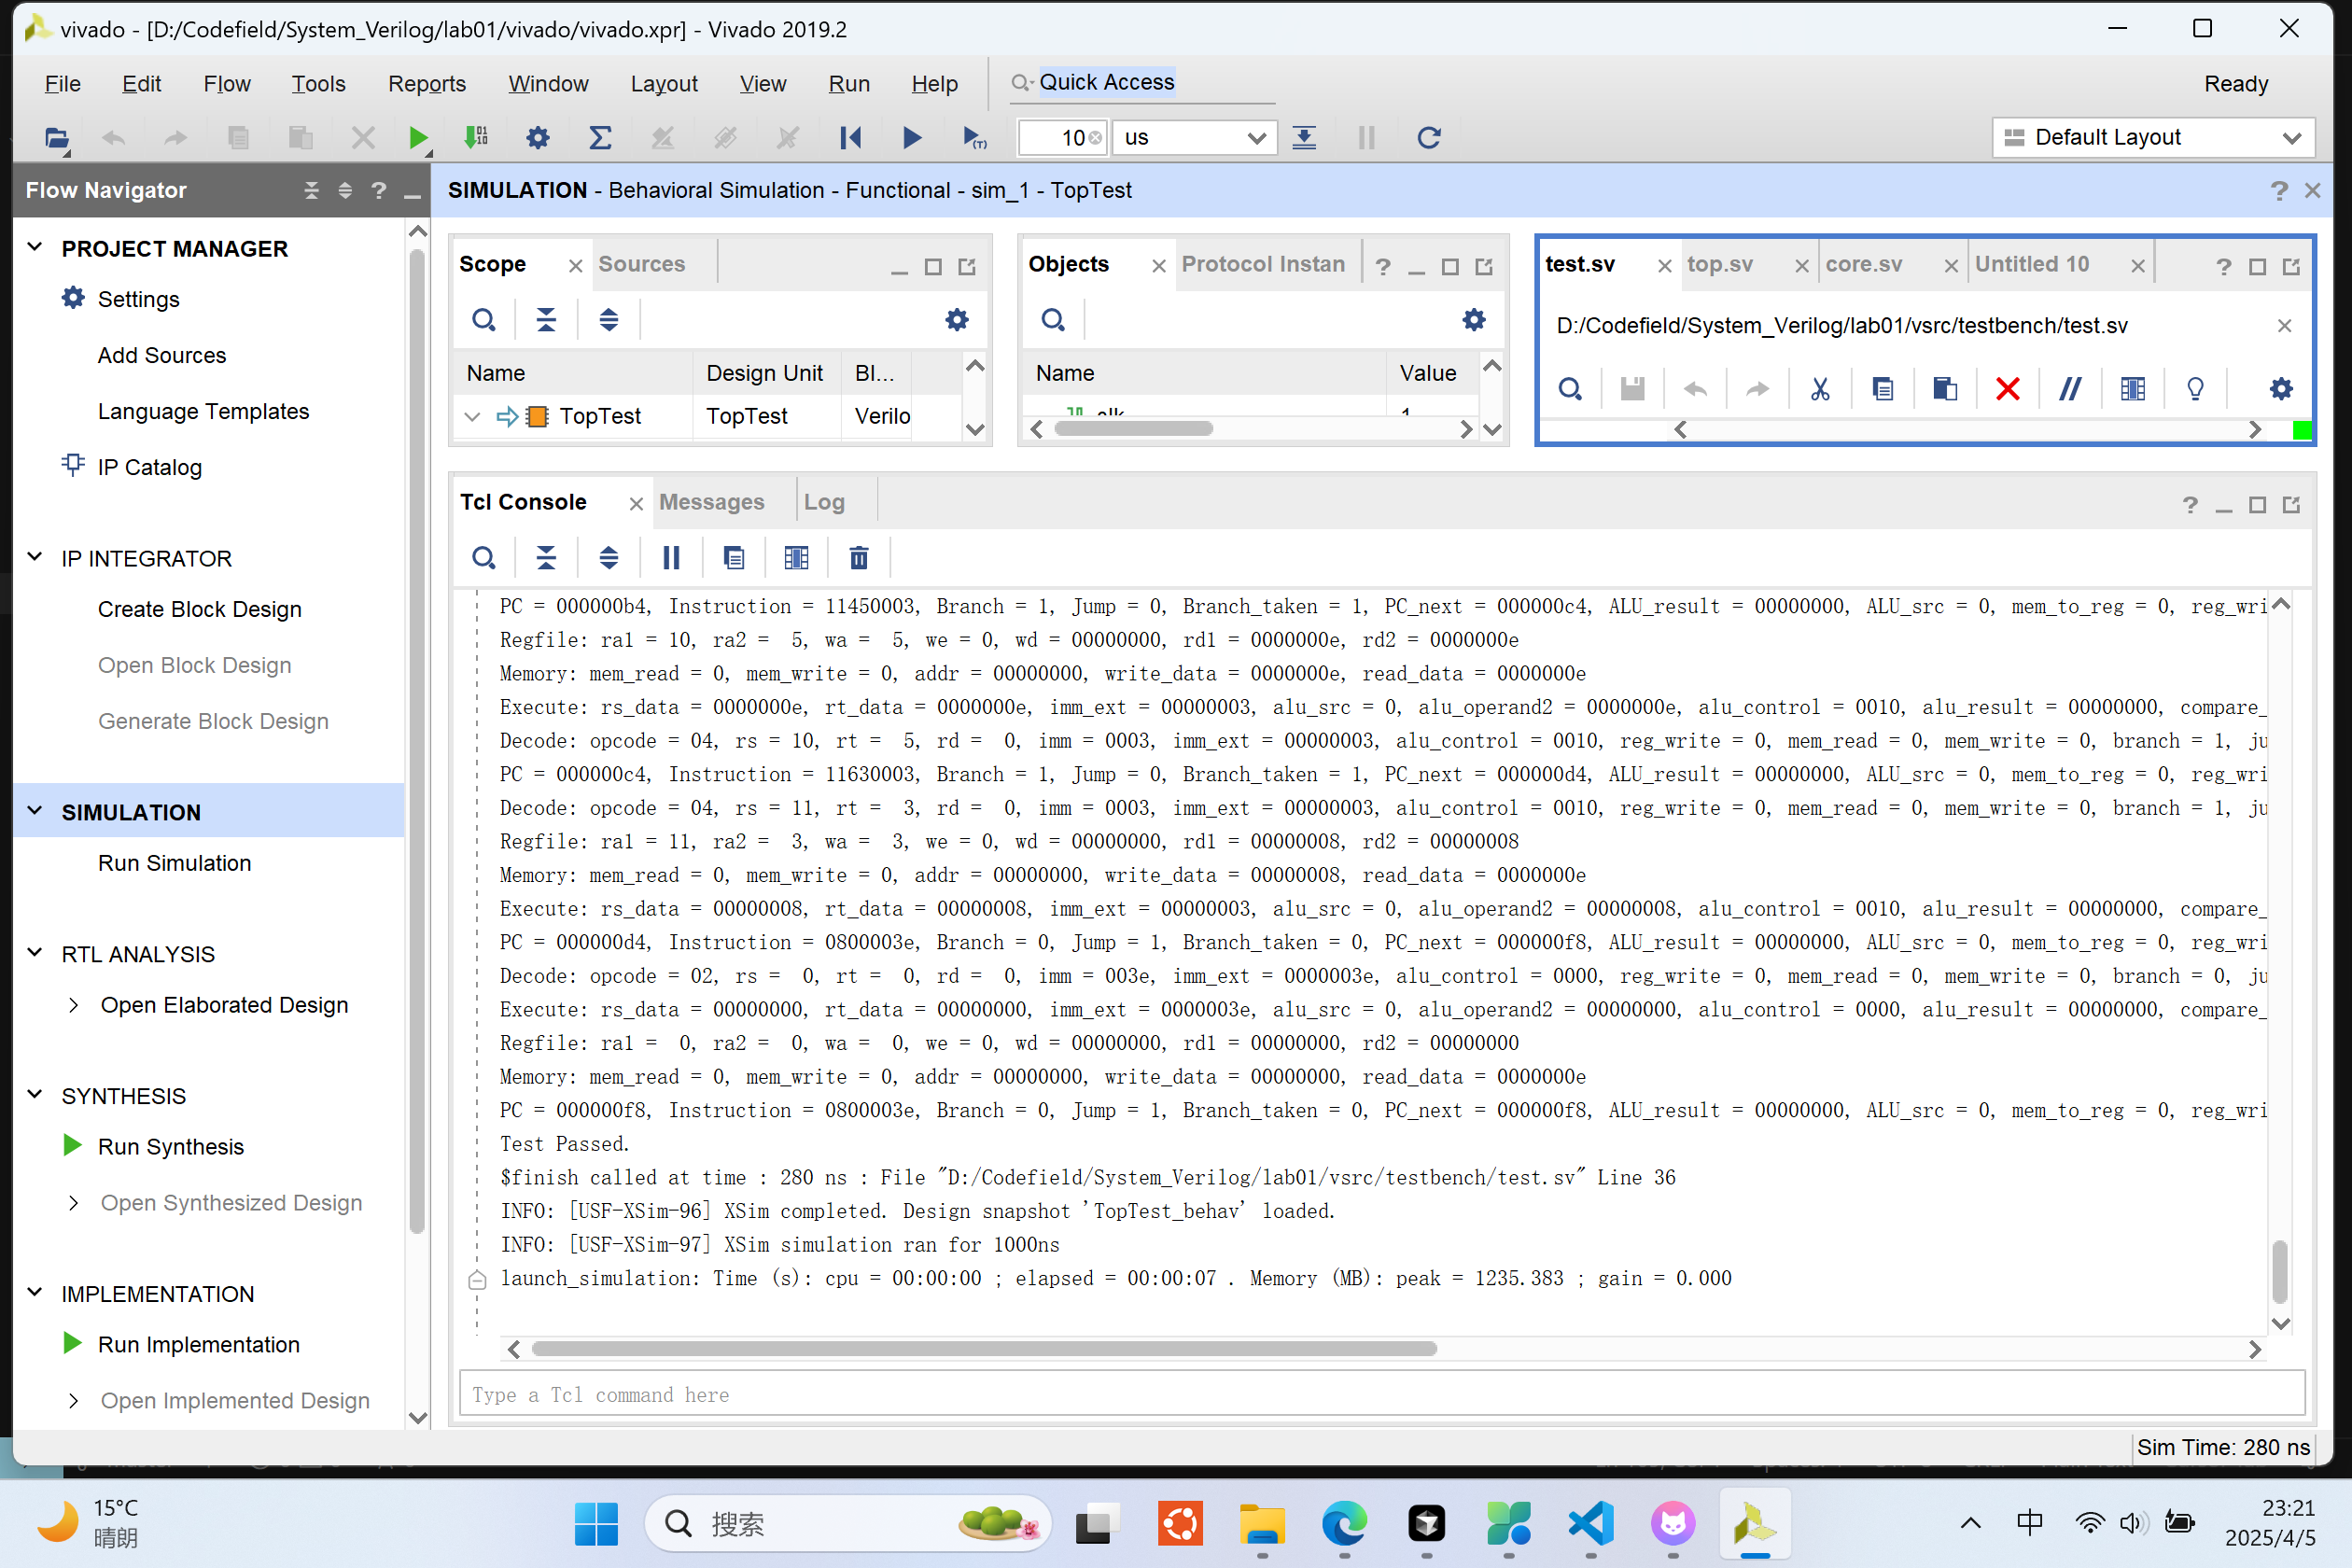 vivado - [D:/Codefield/System_Verilog/lab01/vivado/vivado.xpr] - Vivado 2019.2
File Edit Flow Tools Reports Window Layout View Run Help Quick Access Ready
10 us Default Layout
Flow Navigator
SIMULATION - Behavioral Simulation - Functional - sim_1 - TopTest
PROJECT MANAGER
Settings
Add Sources
Language Templates
IP Catalog
IP INTEGRATOR
Create Block Design
Open Block Design
Generate Block Design
SIMULATION
Run Simulation
RTL ANALYSIS
Open Elaborated Design
SYNTHESIS
Run Synthesis
Open Synthesized Design
IMPLEMENTATION
Run Implementation
Open Implemented Design
Scope Sources
Name Design Unit Bl...
TopTest TopTest Verilo
Objects Protocol Instan
Name Value
clk 1
test.sv top.sv core.sv Untitled 10
D:/Codefield/System_Verilog/lab01/vsrc/testbench/test.sv
Tcl Console Messages Log
PC = 000000b4, Instruction = 11450003, Branch = 1, Jump = 0, Branch_taken = 1, PC_next = 000000c4, ALU_result = 00000000, ALU_src = 0, mem_to_reg = 0, reg_wri
Regfile: ra1 = 10, ra2 = 5, wa = 5, we = 0, wd = 00000000, rd1 = 0000000e, rd2 = 0000000e
Memory: mem_read = 0, mem_write = 0, addr = 00000000, write_data = 0000000e, read_data = 0000000e
Execute: rs_data = 0000000e, rt_data = 0000000e, imm_ext = 00000003, alu_src = 0, alu_operand2 = 0000000e, alu_control = 0010, alu_result = 00000000, compare_
Decode: opcode = 04, rs = 10, rt = 5, rd = 0, imm = 0003, imm_ext = 00000003, alu_control = 0010, reg_write = 0, mem_read = 0, mem_write = 0, branch = 1, ju
PC = 000000c4, Instruction = 11630003, Branch = 1, Jump = 0, Branch_taken = 1, PC_next = 000000d4, ALU_result = 00000000, ALU_src = 0, mem_to_reg = 0, reg_wri
Decode: opcode = 04, rs = 11, rt = 3, rd = 0, imm = 0003, imm_ext = 00000003, alu_control = 0010, reg_write = 0, mem_read = 0, mem_write = 0, branch = 1, ju
Regfile: ra1 = 11, ra2 = 3, wa = 3, we = 0, wd = 00000000, rd1 = 00000008, rd2 = 00000008
Memory: mem_read = 0, mem_write = 0, addr = 00000000, write_data = 00000008, read_data = 0000000e
Execute: rs_data = 00000008, rt_data = 00000008, imm_ext = 00000003, alu_src = 0, alu_operand2 = 00000008, alu_control = 0010, alu_result = 00000000, compare_
PC = 000000d4, Instruction = 0800003e, Branch = 0, Jump = 1, Branch_taken = 0, PC_next = 000000f8, ALU_result = 00000000, ALU_src = 0, mem_to_reg = 0, reg_wri
Decode: opcode = 02, rs = 0, rt = 0, rd = 0, imm = 003e, imm_ext = 0000003e, alu_control = 0000, reg_write = 0, mem_read = 0, mem_write = 0, branch = 0, ju
Execute: rs_data = 00000000, rt_data = 00000000, imm_ext = 0000003e, alu_src = 0, alu_operand2 = 00000000, alu_control = 0000, alu_result = 00000000, compare_
Regfile: ra1 = 0, ra2 = 0, wa = 0, we = 0, wd = 00000000, rd1 = 00000000, rd2 = 00000000
Memory: mem_read = 0, mem_write = 0, addr = 00000000, write_data = 00000000, read_data = 0000000e
PC = 000000f8, Instruction = 0800003e, Branch = 0, Jump = 1, Branch_taken = 0, PC_next = 000000f8, ALU_result = 00000000, ALU_src = 0, mem_to_reg = 0, reg_wri
Test Passed.
$finish called at time : 280 ns : File "D:/Codefield/System_Verilog/lab01/vsrc/testbench/test.sv" Line 36
INFO: [USF-XSim-96] XSim completed. Design snapshot 'TopTest_behav' loaded.
INFO: [USF-XSim-97] XSim simulation ran for 1000ns
launch_simulation: Time (s): cpu = 00:00:00 ; elapsed = 00:00:07 . Memory (MB): peak = 1235.383 ; gain = 0.000
Type a Tcl command here
Sim Time: 280 ns
15°C
晴朗
搜索
中
23:21
2025/4/5